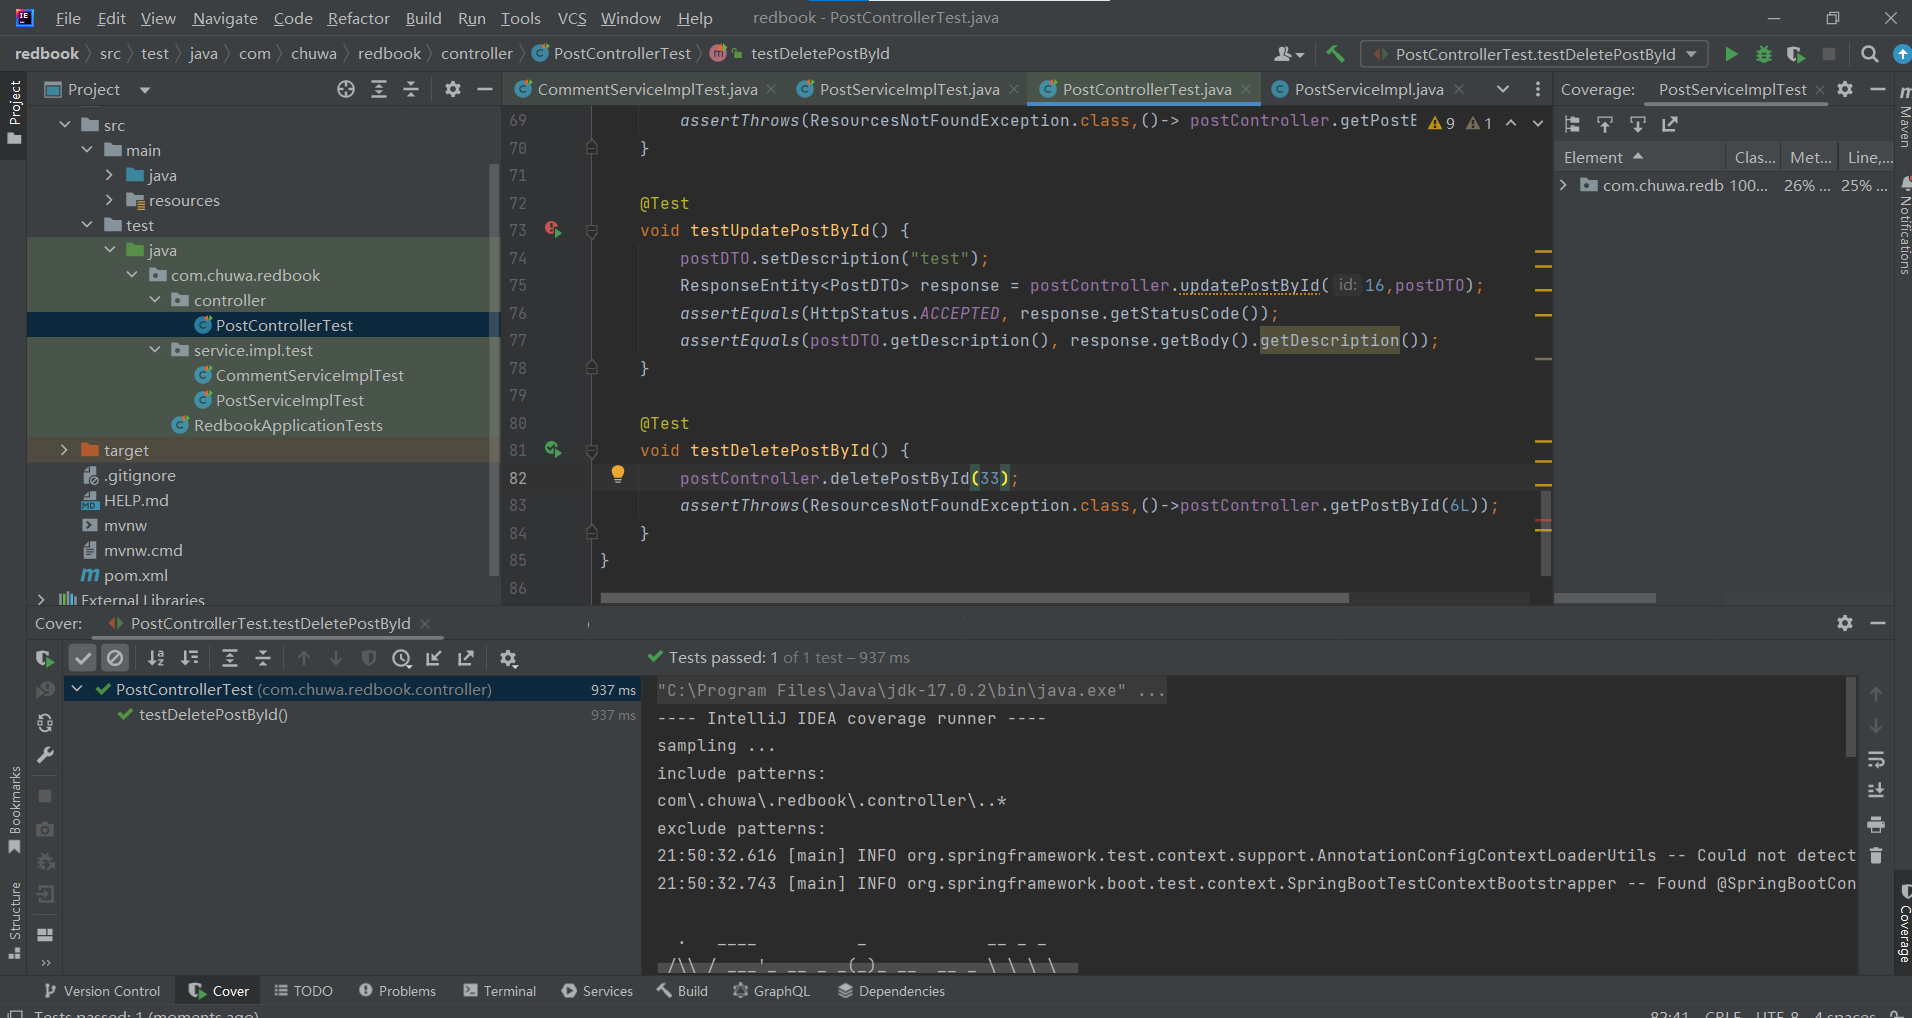 File Edit View Navigate Code Refactor Build Run Tools VCS Window Help redbook - PostControllerTest.java
redbook src test java com chuwa redbook controller PostControllerTest testDeletePostById PostControllerTest.testDeletePostById
Project
Project
CommentServiceImplTest.java PostServiceImplTest.java PostControllerTest.java PostServiceImpl.java
Coverage: PostServiceImplTest
src
main
java
resources
test
java
com.chuwa.redbook
controller
PostControllerTest
service.impl.test
CommentServiceImplTest
PostServiceImplTest
RedbookApplicationTests
target
.gitignore
HELP.md
mvnw
mvnw.cmd
pom.xml
External Libraries
69 assertThrows(ResourcesNotFoundException.class,()-> postController.getPostB 9 1
70 }
71
72 @Test
73 void testUpdatePostById() {
74 postDTO.setDescription("test");
75 ResponseEntity<PostDTO> response = postController.updatePostById( id: 16,postDTO);
76 assertEquals(HttpStatus.ACCEPTED, response.getStatusCode());
77 assertEquals(postDTO.getDescription(), response.getBody().getDescription());
78 }
79
80 @Test
81 void testDeletePostById() {
82 postController.deletePostById(33);
83 assertThrows(ResourcesNotFoundException.class,()->postController.getPostById(6L));
84 }
85 }
86
Element Clas... Met... Line,...
com.chuwa.redb 100... 26% ... 25% ...
Maven
Notifications
Coverage
Cover: PostControllerTest.testDeletePostById
Tests passed: 1 of 1 test – 937 ms
PostControllerTest (com.chuwa.redbook.controller) 937 ms
testDeletePostById() 937 ms
"C:\Program Files\Java\jdk-17.0.2\bin\java.exe" ...
---- IntelliJ IDEA coverage runner ----
sampling ...
include patterns:
com\.chuwa\.redbook\.controller\..*
exclude patterns:
21:50:32.616 [main] INFO org.springframework.test.context.support.AnnotationConfigContextLoaderUtils -- Could not detect
21:50:32.743 [main] INFO org.springframework.boot.test.context.SpringBootTestContextBootstrapper -- Found @SpringBootCon
.   ____          _            __ _ _
/\\ / ___'_ __ _ _(_)_ __  __ _ \ \ \ \
Bookmarks
Structure
Version Control Cover TODO Problems Terminal Services Build GraphQL Dependencies
Tests passed: 1 (moments ago) 82:41 CRLF UTF-8 4 spaces